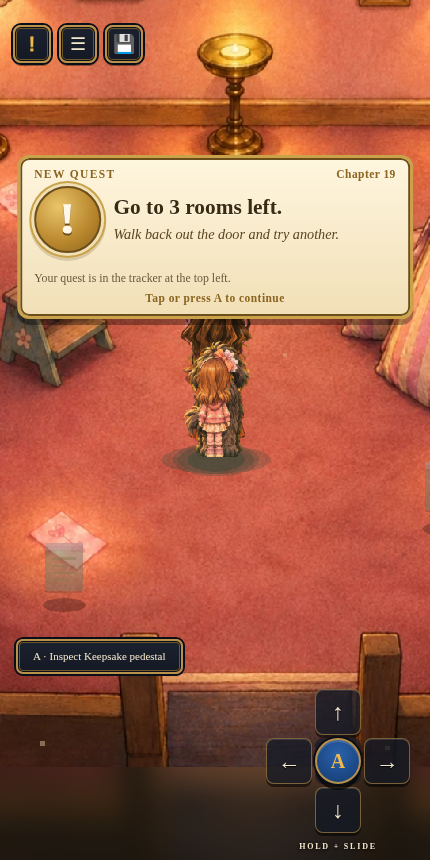 !
NEW QUEST
Chapter 19
!
Go to 3 rooms left.
Walk back out the door and try another.
Your quest is in the tracker at the top left.
Tap or press A to continue
A · Inspect Keepsake pedestal
↑
← A →
↓
HOLD + SLIDE